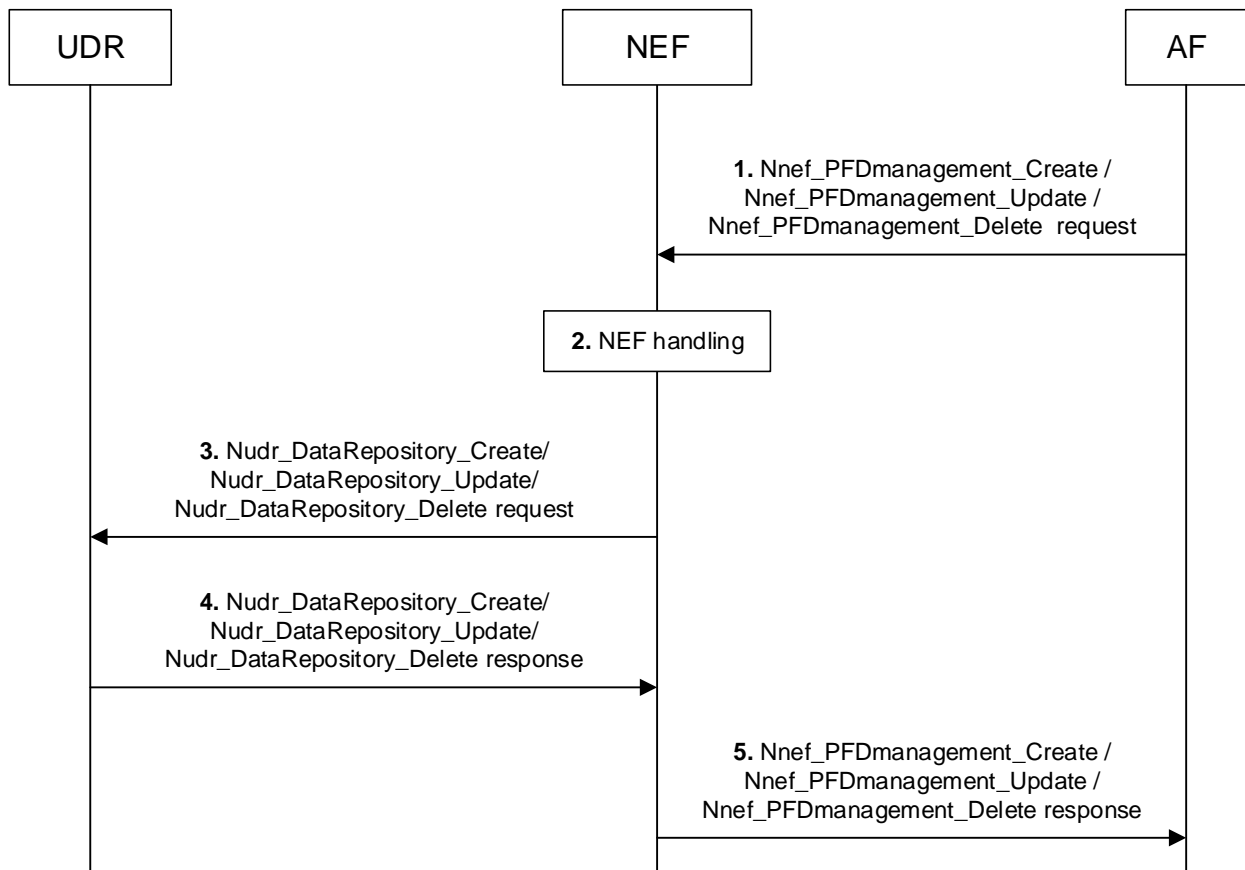 UDR
NEF
AF
1. Nnef_PFDmanagement_Create /
Nnef_PFDmanagement_Update /
Nnef_PFDmanagement_Delete  request
2. NEF handling
3. Nudr_DataRepository_Create/
Nudr_DataRepository_Update/
Nudr_DataRepository_Delete request
4. Nudr_DataRepository_Create/
Nudr_DataRepository_Update/
Nudr_DataRepository_Delete response
5. Nnef_PFDmanagement_Create /
Nnef_PFDmanagement_Update /
Nnef_PFDmanagement_Delete response